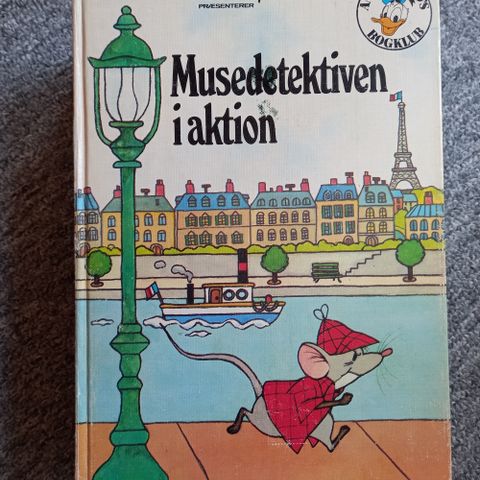 PRÆSENTERER
Musedetektiven
i aktion
BOGKLUB